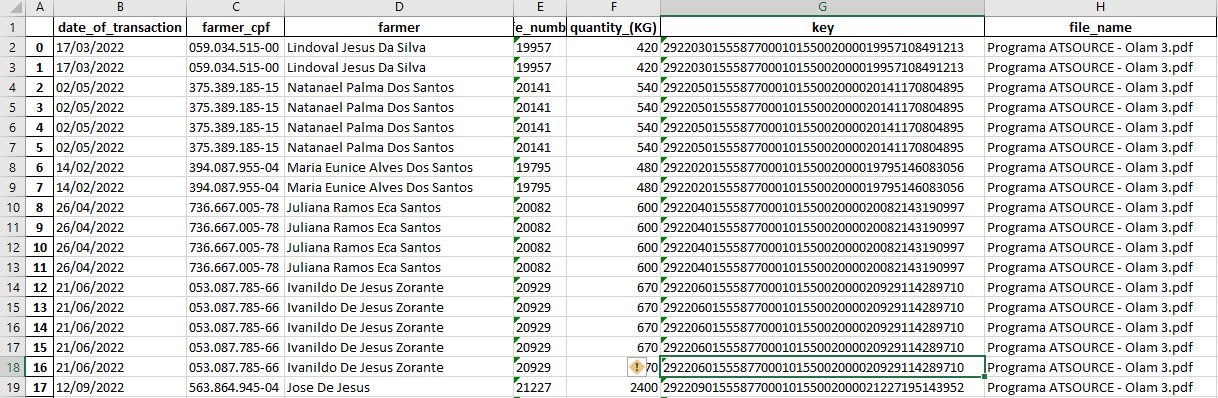 A B C D E F G H
1 date_of_transaction farmer_cpf farmer e_numb quantity_(KG) key file_name
2 0 17/03/2022 059.034.515-00 Lindoval Jesus Da Silva 19957 420 2922030155587700010155002000019957108491213 Programa ATSOURCE - Olam 3.pdf
3 1 17/03/2022 059.034.515-00 Lindoval Jesus Da Silva 19957 420 2922030155587700010155002000019957108491213 Programa ATSOURCE - Olam 3.pdf
4 2 02/05/2022 375.389.185-15 Natanael Palma Dos Santos 20141 540 2922050155587700010155002000020141170804895 Programa ATSOURCE - Olam 3.pdf
5 3 02/05/2022 375.389.185-15 Natanael Palma Dos Santos 20141 540 2922050155587700010155002000020141170804895 Programa ATSOURCE - Olam 3.pdf
6 4 02/05/2022 375.389.185-15 Natanael Palma Dos Santos 20141 540 2922050155587700010155002000020141170804895 Programa ATSOURCE - Olam 3.pdf
7 5 02/05/2022 375.389.185-15 Natanael Palma Dos Santos 20141 540 2922050155587700010155002000020141170804895 Programa ATSOURCE - Olam 3.pdf
8 6 14/02/2022 394.087.955-04 Maria Eunice Alves Dos Santos 19795 480 2922020155587700010155002000019795146083056 Programa ATSOURCE - Olam 3.pdf
9 7 14/02/2022 394.087.955-04 Maria Eunice Alves Dos Santos 19795 480 2922020155587700010155002000019795146083056 Programa ATSOURCE - Olam 3.pdf
10 8 26/04/2022 736.667.005-78 Juliana Ramos Eca Santos 20082 600 2922040155587700010155002000020082143190997 Programa ATSOURCE - Olam 3.pdf
11 9 26/04/2022 736.667.005-78 Juliana Ramos Eca Santos 20082 600 2922040155587700010155002000020082143190997 Programa ATSOURCE - Olam 3.pdf
12 10 26/04/2022 736.667.005-78 Juliana Ramos Eca Santos 20082 600 2922040155587700010155002000020082143190997 Programa ATSOURCE - Olam 3.pdf
13 11 26/04/2022 736.667.005-78 Juliana Ramos Eca Santos 20082 600 2922040155587700010155002000020082143190997 Programa ATSOURCE - Olam 3.pdf
14 12 21/06/2022 053.087.785-66 Ivanildo De Jesus Zorante 20929 670 2922060155587700010155002000020929114289710 Programa ATSOURCE - Olam 3.pdf
15 13 21/06/2022 053.087.785-66 Ivanildo De Jesus Zorante 20929 670 2922060155587700010155002000020929114289710 Programa ATSOURCE - Olam 3.pdf
16 14 21/06/2022 053.087.785-66 Ivanildo De Jesus Zorante 20929 670 2922060155587700010155002000020929114289710 Programa ATSOURCE - Olam 3.pdf
17 15 21/06/2022 053.087.785-66 Ivanildo De Jesus Zorante 20929 670 2922060155587700010155002000020929114289710 Programa ATSOURCE - Olam 3.pdf
18 16 21/06/2022 053.087.785-66 Ivanildo De Jesus Zorante 20929 70 2922060155587700010155002000020929114289710 Programa ATSOURCE - Olam 3.pdf
19 17 12/09/2022 563.864.945-04 Jose De Jesus 21227 2400 2922090155587700010155002000021227195143952 Programa ATSOURCE - Olam 3.pdf